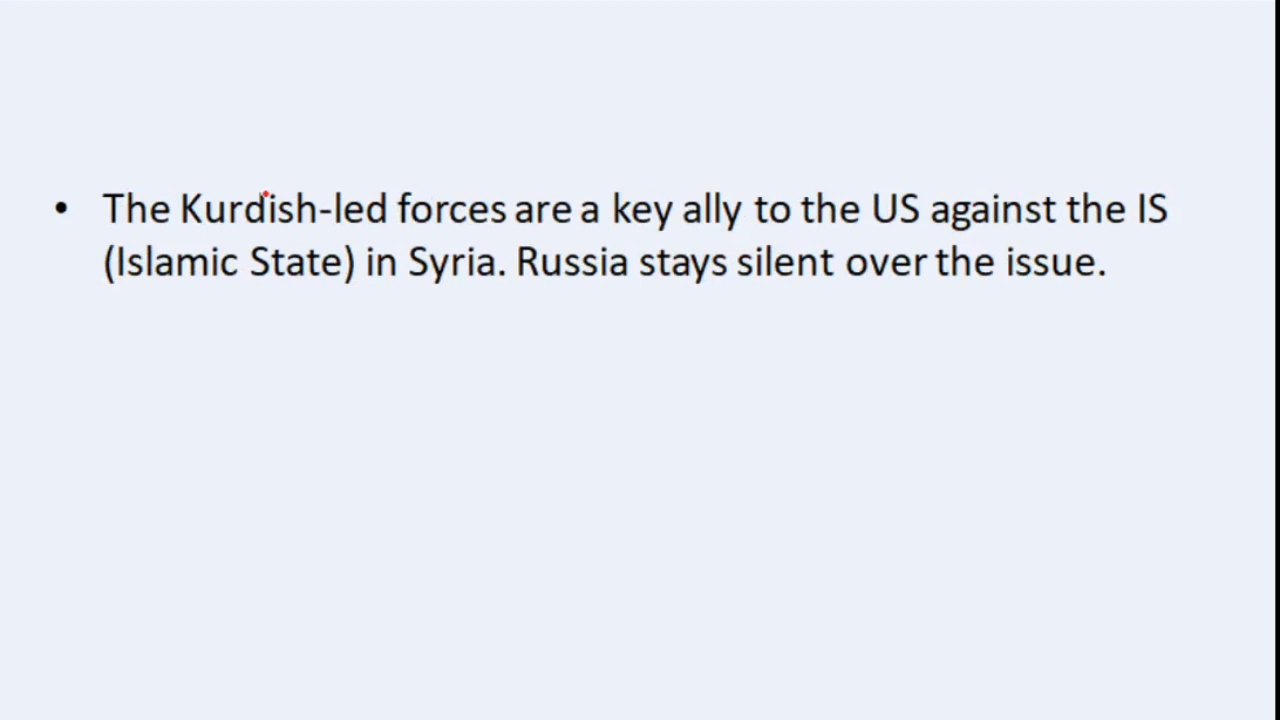 • The Kurdish-led forces are a key ally to the US against the IS
(Islamic State) in Syria. Russia stays silent over the issue.